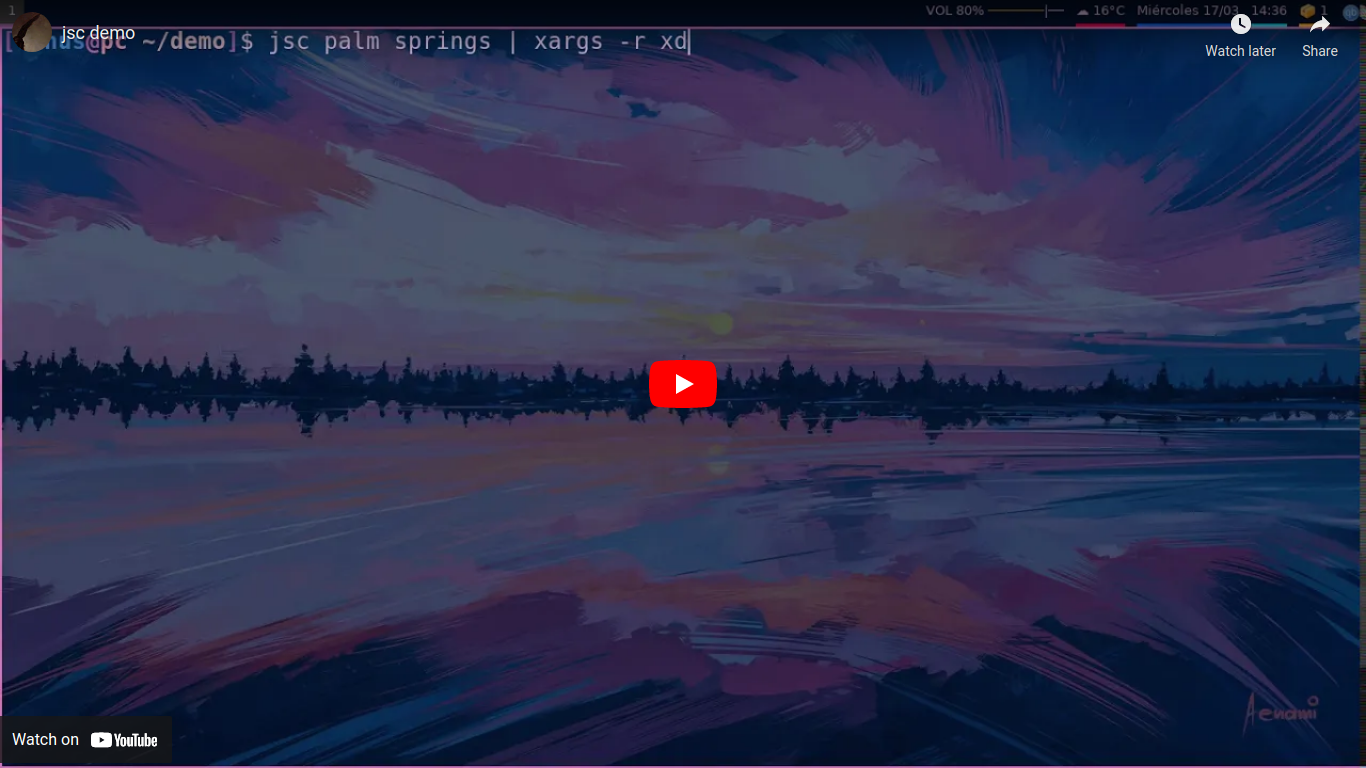 1
VOL 80%
16°C
Miércoles 17/03
14:36
1
jsc demo
@pc ~/demo]$ jsc palm springs | xargs -r xd
Watch later
Share
Aenami
Watch on YouTube